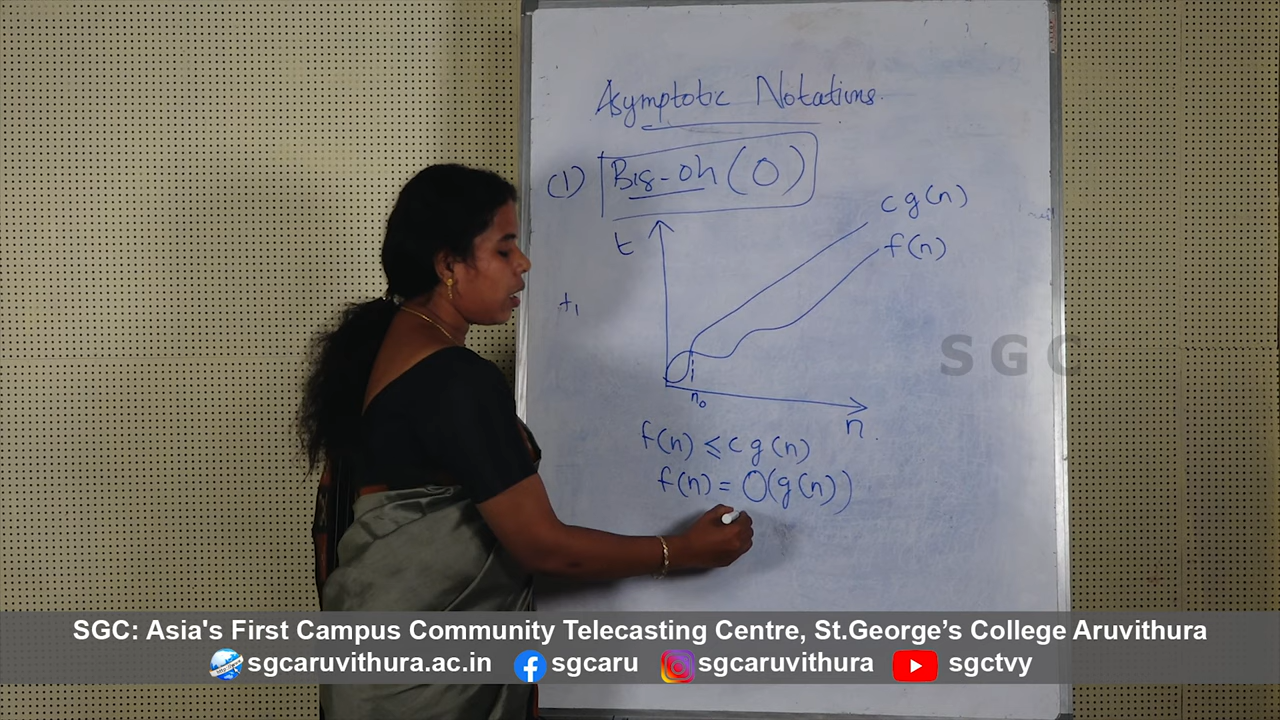 Asymptotic Notations.
(1) Big-oh (O)
c g(n)
t
f(n)
t1
SGC
n0
n
f(n) ≤ c g(n)
f(n) = O(g(n))
SGC: Asia's First Campus Community Telecasting Centre, St.George’s College Aruvithura
sgcaruvithura.ac.in sgcaru sgcaruvithura sgctvy